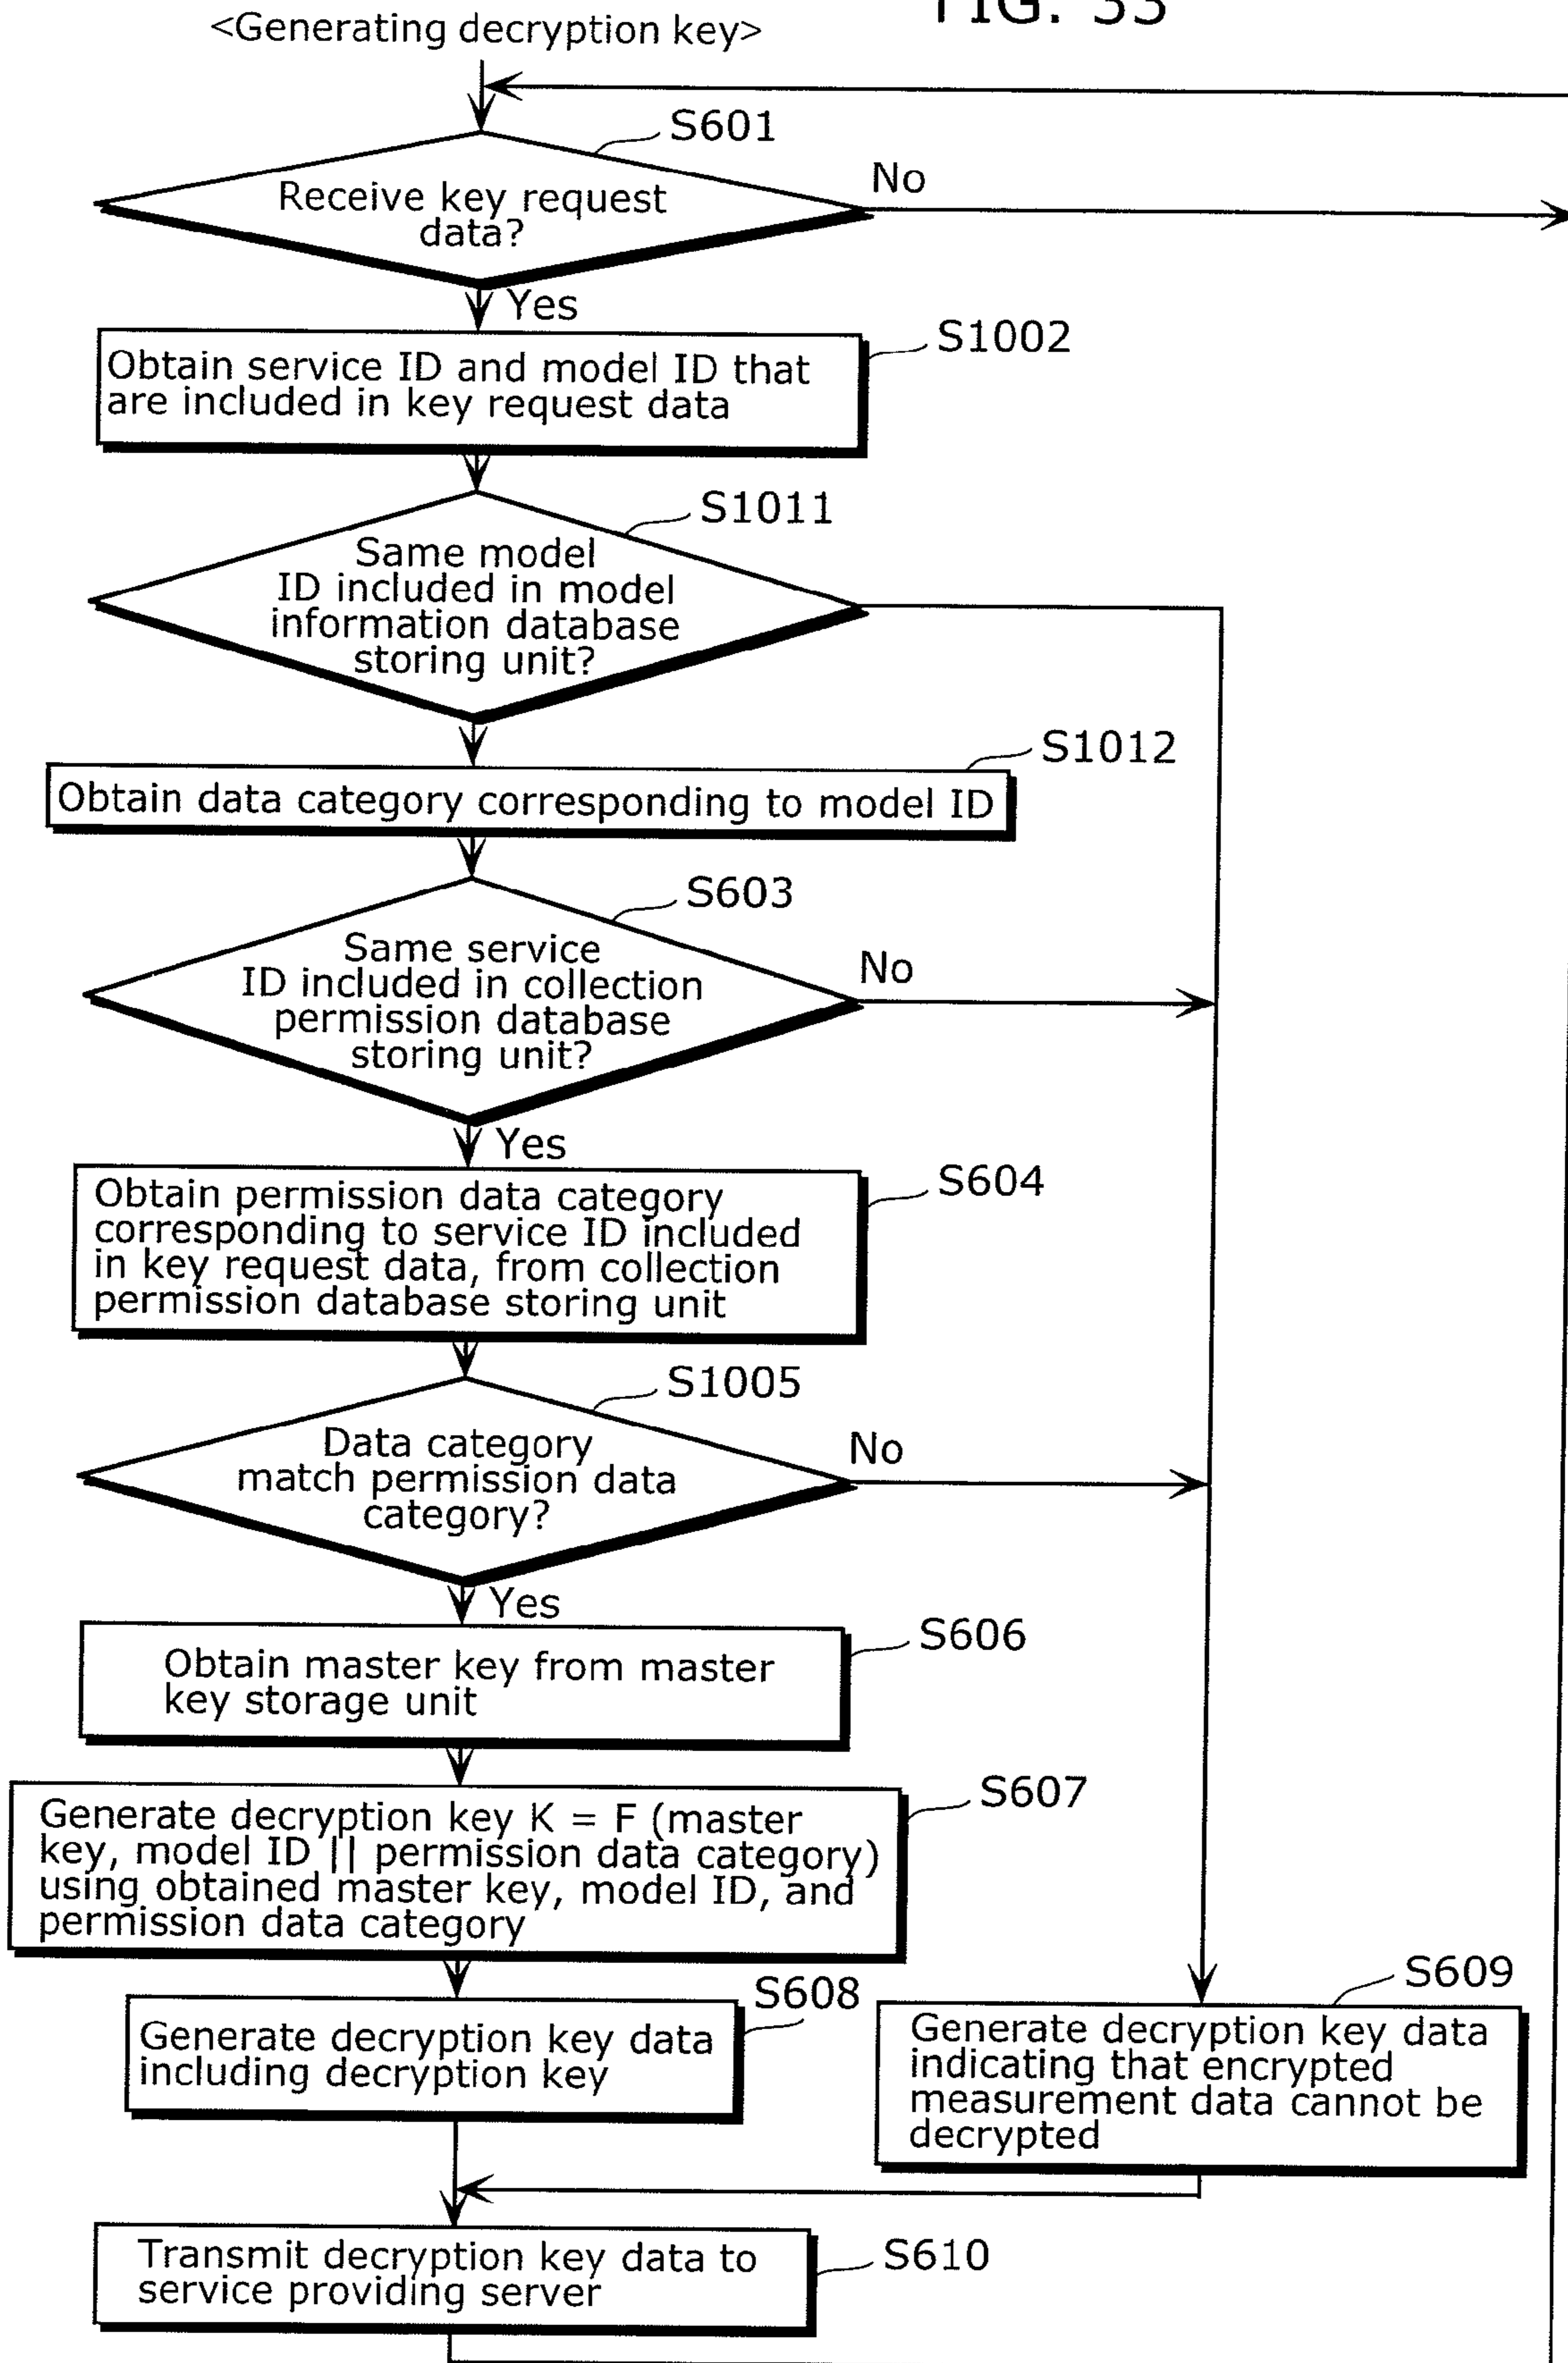 FIG. 33
<Generating decryption key>
S601
Receive key request
data?
No
Yes
S1002
Obtain service ID and model ID that
are included in key request data
S1011
Same model
ID included in model
information database
storing unit?
S1012
Obtain data category corresponding to model ID
S603
Same service
ID included in collection
permission database
storing unit?
No
Yes
S604
Obtain permission data category
corresponding to service ID included
in key request data, from collection
permission database storing unit
S1005
Data category
match permission data
category?
No
Yes
S606
Obtain master key from master
key storage unit
S607
Generate decryption key K = F (master
key, model ID || permission data category)
using obtained master key, model ID, and
permission data category
S608
Generate decryption key data
including decryption key
S609
Generate decryption key data
indicating that encrypted
measurement data cannot be
decrypted
S610
Transmit decryption key data to
service providing server